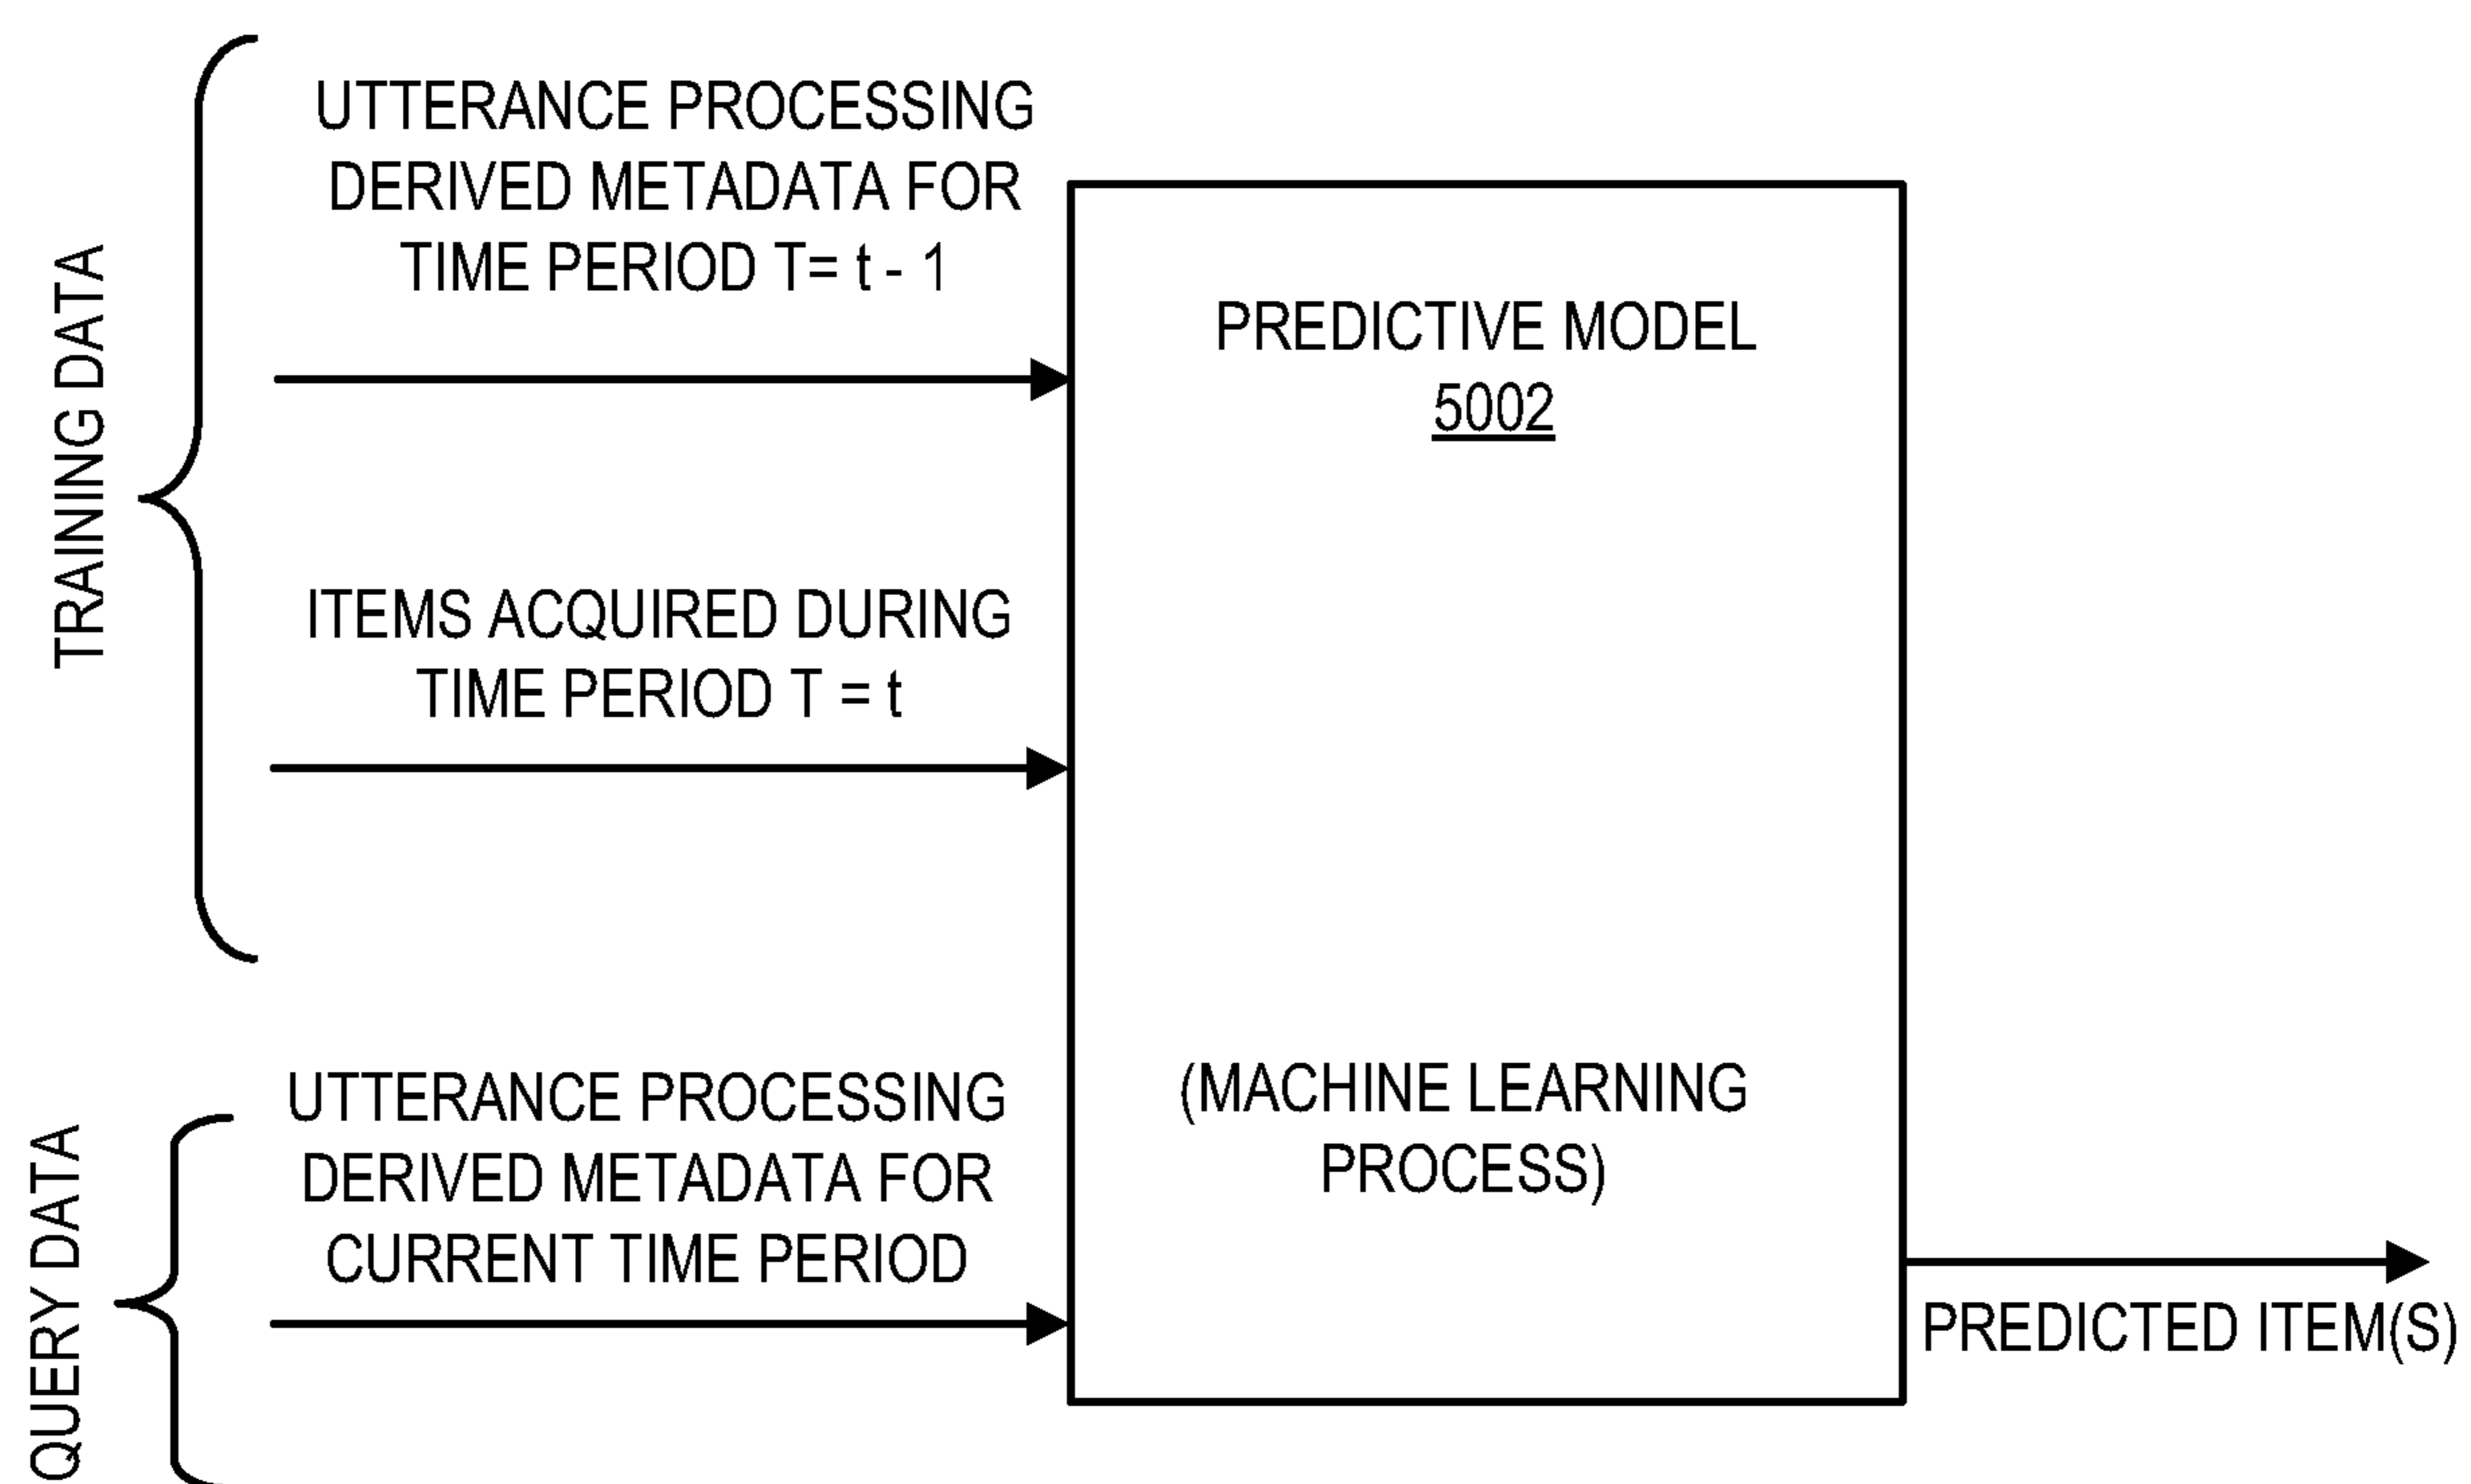 TRAINING DATA
UTTERANCE PROCESSING
DERIVED METADATA FOR
TIME PERIOD T= t - 1
ITEMS ACQUIRED DURING
TIME PERIOD T = t
QUERY DATA
UTTERANCE PROCESSING
DERIVED METADATA FOR
CURRENT TIME PERIOD
PREDICTIVE MODEL
5002
(MACHINE LEARNING
PROCESS)
PREDICTED ITEM(S)